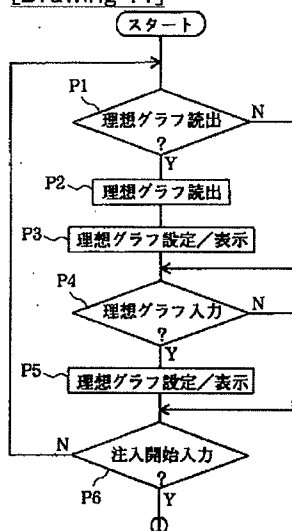 [Drawing 11]
スタート
P1
理想グラフ読出
N
?
Y
P2
理想グラフ読出
P3
理想グラフ設定/表示
P4
理想グラフ入力
N
?
Y
P5
理想グラフ設定/表示
N
注入開始入力
?
P6
Y
①